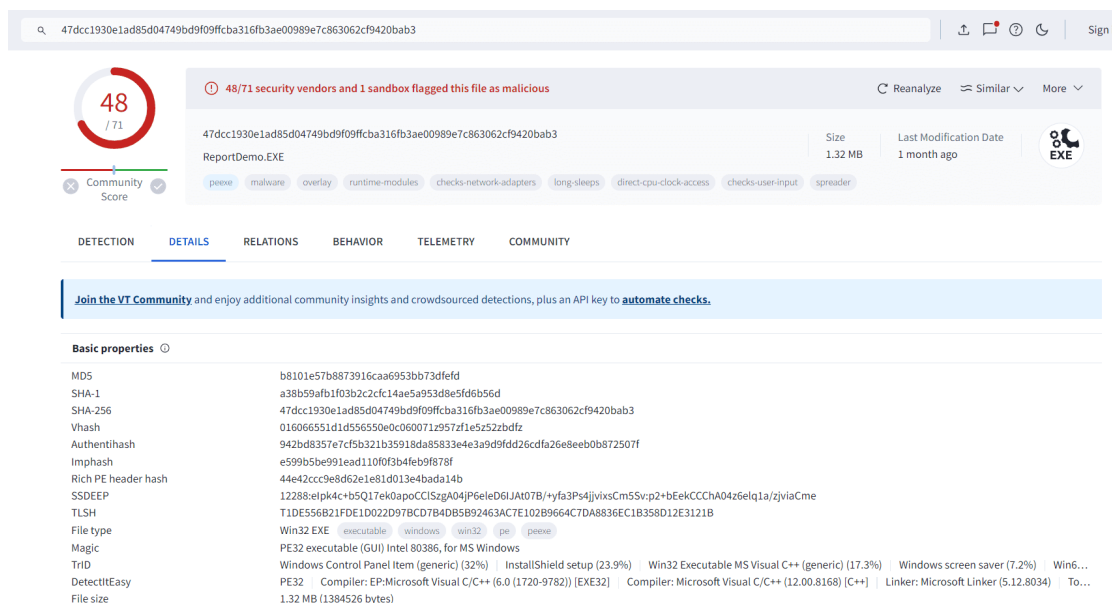 47dcc1930e1ad85d04749bd9f09ffcba316fb3ae00989e7c863062cf9420bab3
Sign
48
/ 71
Community
Score
48/71 security vendors and 1 sandbox flagged this file as malicious
Reanalyze Similar More
47dcc1930e1ad85d04749bd9f09ffcba316fb3ae00989e7c863062cf9420bab3
ReportDemo.EXE
Size
1.32 MB
Last Modification Date
1 month ago
EXE
peexe malware overlay runtime-modules checks-network-adapters long-sleeps direct-cpu-clock-access checks-user-input spreader
DETECTION DETAILS RELATIONS BEHAVIOR TELEMETRY COMMUNITY
Join the VT Community and enjoy additional community insights and crowdsourced detections, plus an API key to automate checks.
Basic properties
MD5 b8101e57b8873916caa6953bb73dfefd
SHA-1 a38b59afb1f03b2c2cfc14ae5a953d8e5fd6b56d
SHA-256 47dcc1930e1ad85d04749bd9f09ffcba316fb3ae00989e7c863062cf9420bab3
Vhash 016066551d1d556550e0c060071z957zf1e5z52zbdfz
Authentihash 942bd8357e7cf5b321b35918da85833e4e3a9d9fdd26cdfa26e8eeb0b872507f
Imphash e599b5be991ead110f0f3b4feb9f878f
Rich PE header hash 44e42ccc9e8d62e1e81d013e4bada14b
SSDEEP 12288:eIpk4c+b5Q17ek0apoCClSzgA04jP6eleD6IJAt07B/+yfa3Ps4jjvixsCm5Sv:p2+bEekCCChA04z6elq1a/zjviaCme
TLSH T1DE556B21FDE1D022D97BCD7B4DB5B92463AC7E102B9664C7DA8836EC1B358D12E3121B
File type Win32 EXE executable windows win32 pe peexe
Magic PE32 executable (GUI) Intel 80386, for MS Windows
TrID Windows Control Panel Item (generic) (32%) InstallShield setup (23.9%) Win32 Executable MS Visual C++ (generic) (17.3%) Windows screen saver (7.2%) Win6...
DetectItEasy PE32 Compiler: EP:Microsoft Visual C/C++ (6.0 (1720-9782)) [EXE32] Compiler: Microsoft Visual C/C++ (12.00.8168) [C++] Linker: Microsoft Linker (5.12.8034) To...
File size 1.32 MB (1384526 bytes)